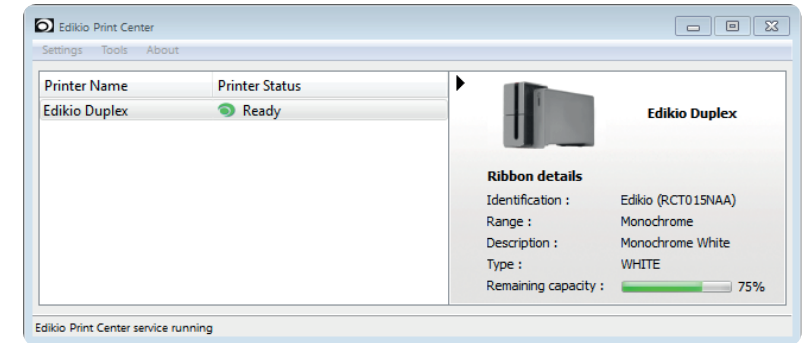 Edikio Print Center
Settings Tools About
Printer Name Printer Status
Edikio Duplex Ready
Edikio Duplex
Ribbon details
Identification : Edikio (RCT015NAA)
Range : Monochrome
Description : Monochrome White
Type : WHITE
Remaining capacity : 75%
Edikio Print Center service running